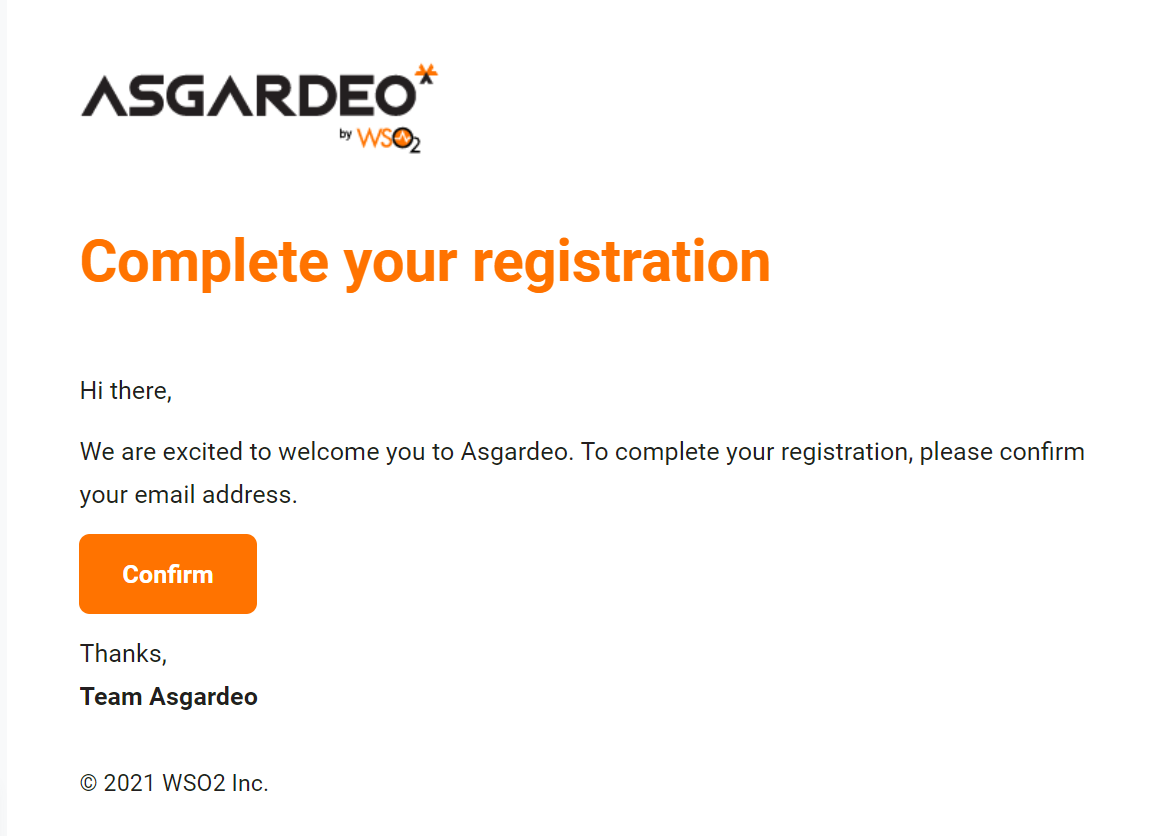 ASGARDEO
by WSO2
Complete your registration
Hi there,
We are excited to welcome you to Asgardeo. To complete your registration, please confirm
your email address.
Confirm
Thanks,
Team Asgardeo
© 2021 WSO2 Inc.